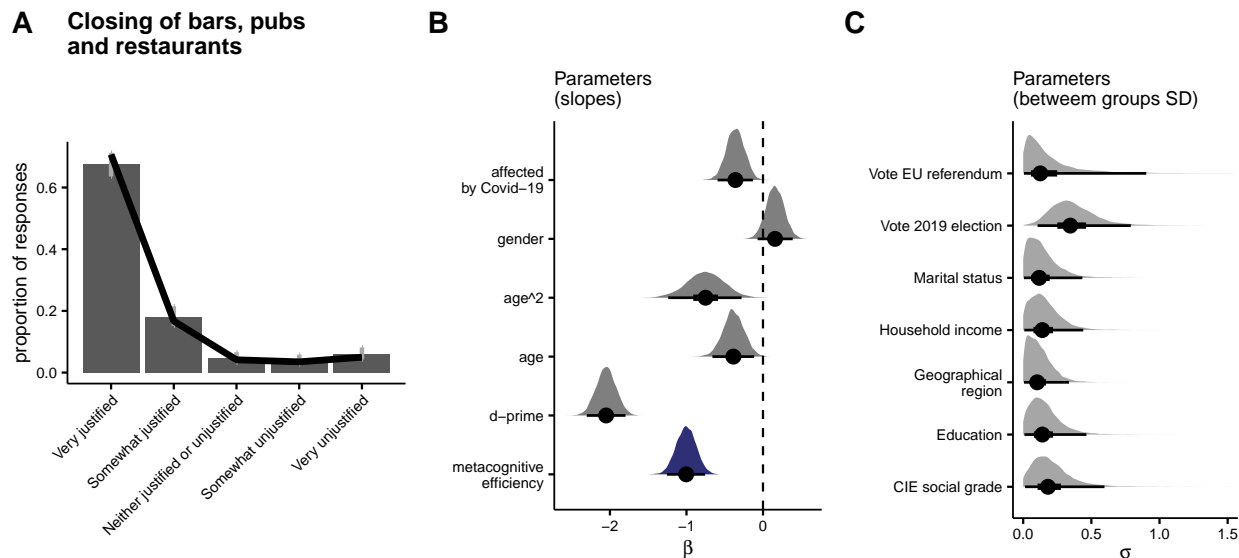 A
Closing of bars, pubs
and restaurants
proportion of responses
0.6
0.4
0.2
0.0
Very justified
Somewhat justified
Neither justified or unjustified
Somewhat unjustified
Very unjustified
B
Parameters
(slopes)
affected
by Covid−19
gender
age^2
age
d−prime
metacognitive
efficiency
−2
−1
0
β
C
Parameters
(betweem groups SD)
Vote EU referendum
Vote 2019 election
Marital status
Household income
Geographical
region
Education
CIE social grade
0.0
0.5
1.0
1.5
σ